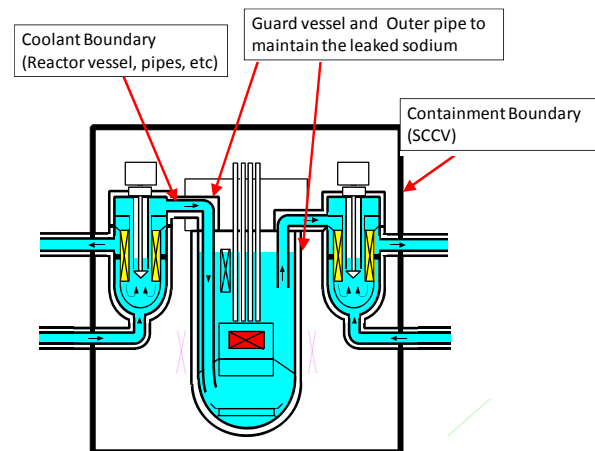 Coolant Boundary
(Reactor vessel, pipes, etc)
Guard vessel and Outer pipe to
maintain the leaked sodium
Containment Boundary
(SCCV)